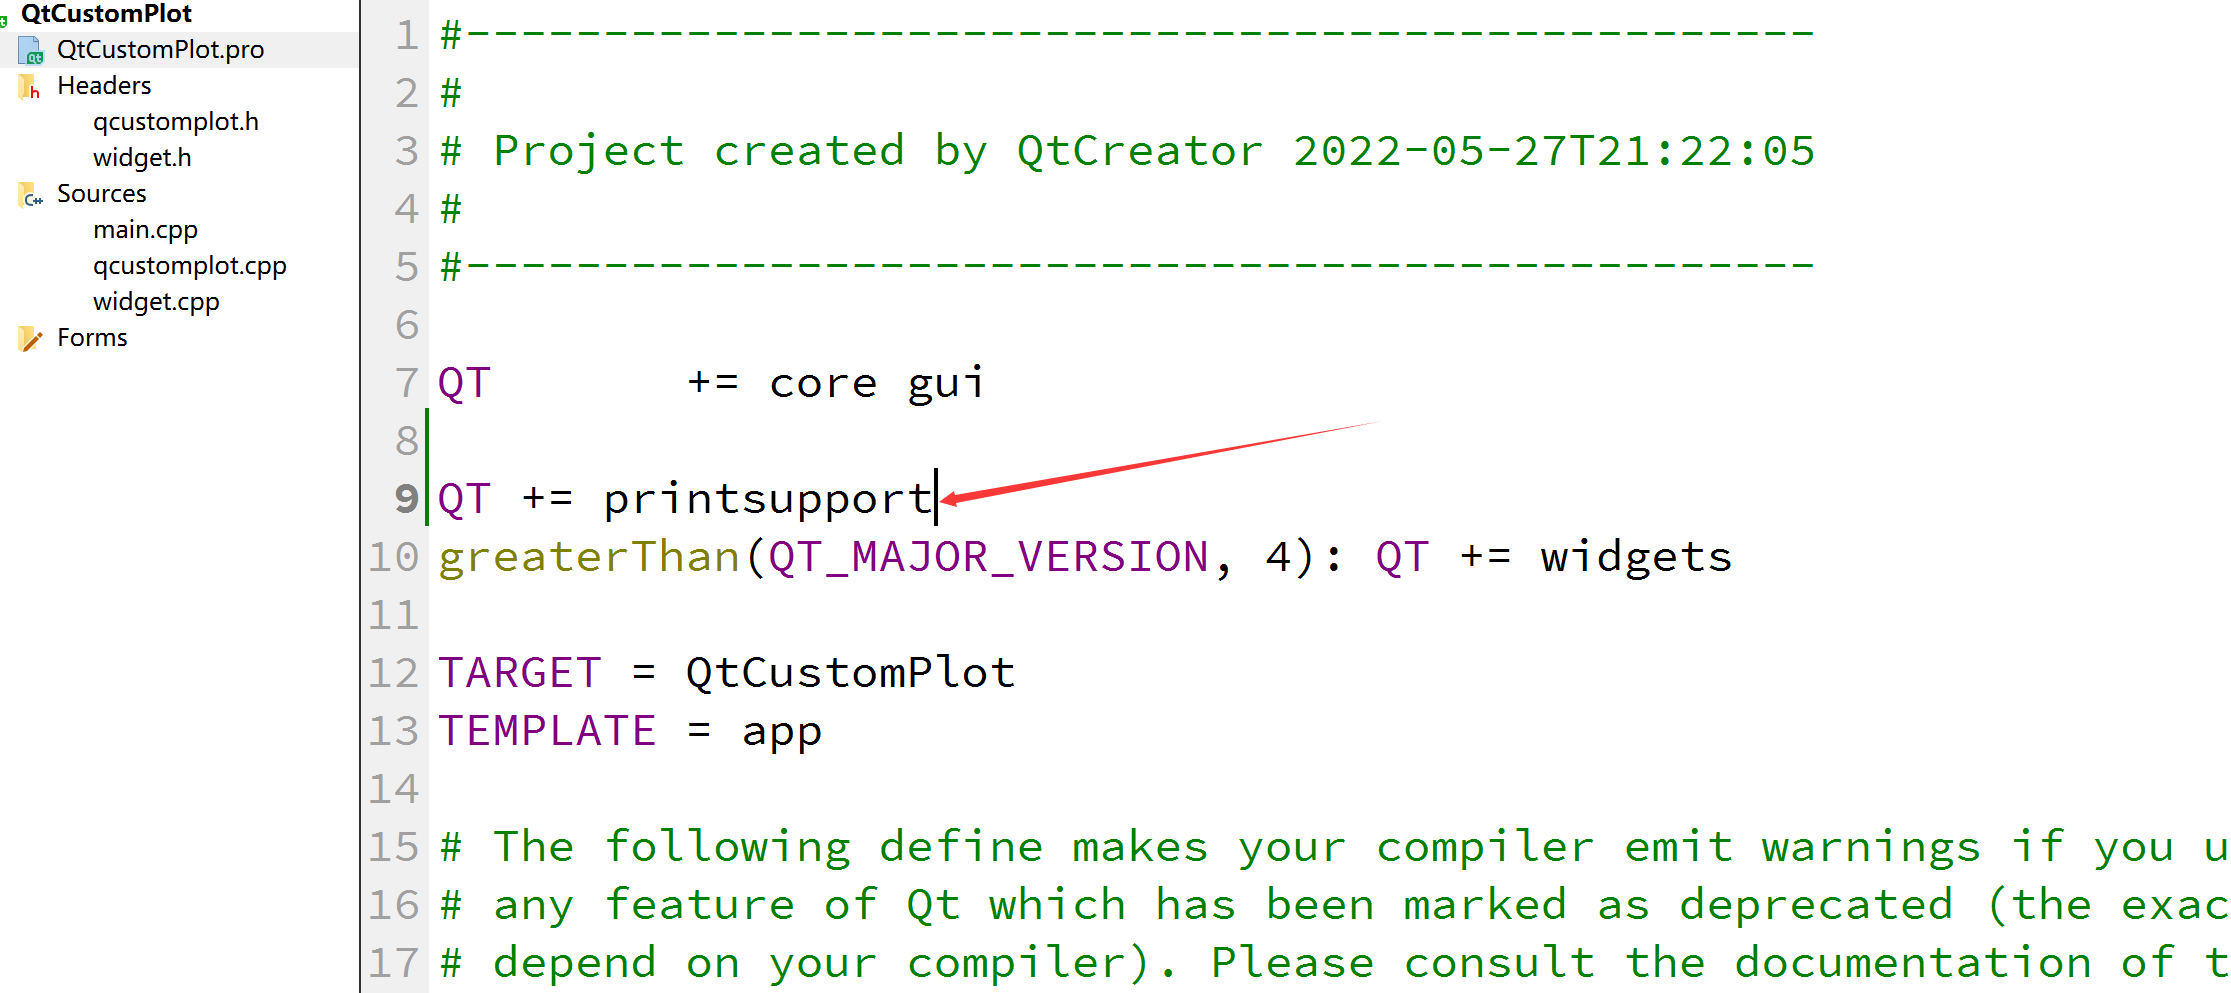 QtCustomPlot
QtCustomPlot.pro
Headers
qcustomplot.h
widget.h
Sources
main.cpp
qcustomplot.cpp
widget.cpp
Forms
1 #-------------------------------------------------
2 #
3 # Project created by QtCreator 2022-05-27T21:22:05
4 #
5 #-------------------------------------------------
6
7 QT       += core gui
8
9 QT += printsupport
10 greaterThan(QT_MAJOR_VERSION, 4): QT += widgets
11
12 TARGET = QtCustomPlot
13 TEMPLATE = app
14
15 # The following define makes your compiler emit warnings if you u
16 # any feature of Qt which has been marked as deprecated (the exac
17 # depend on your compiler). Please consult the documentation of t